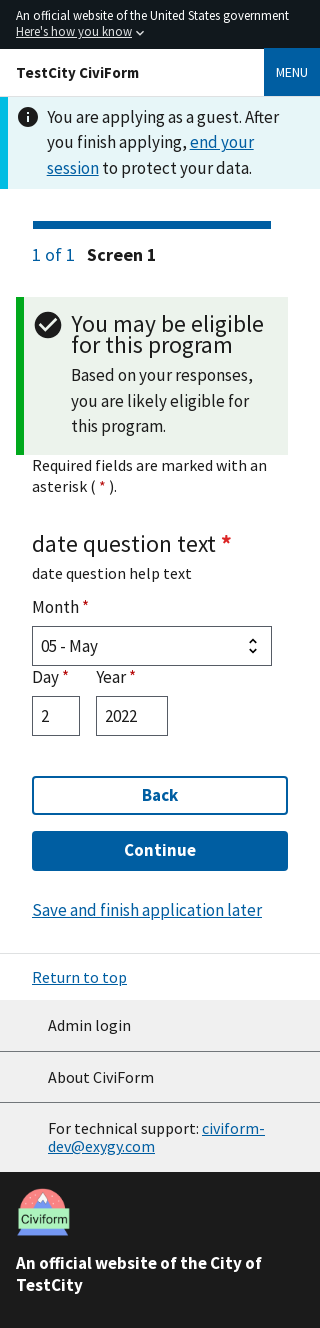 An official website of the United States government
Here's how you know
TestCity CiviForm
MENU
You are applying as a guest. After
you finish applying, end your
session to protect your data.
1 of 1 Screen 1
You may be eligible
for this program
Based on your responses,
you are likely eligible for
this program.
Required fields are marked with an
asterisk ( * ).
date question text *
date question help text
Month *
05 - May
Day * Year *
2 2022
Back
Continue
Save and finish application later
Return to top
Admin login
About CiviForm
For technical support: civiform-
dev@exygy.com
Civiform
An official website of the City of
TestCity